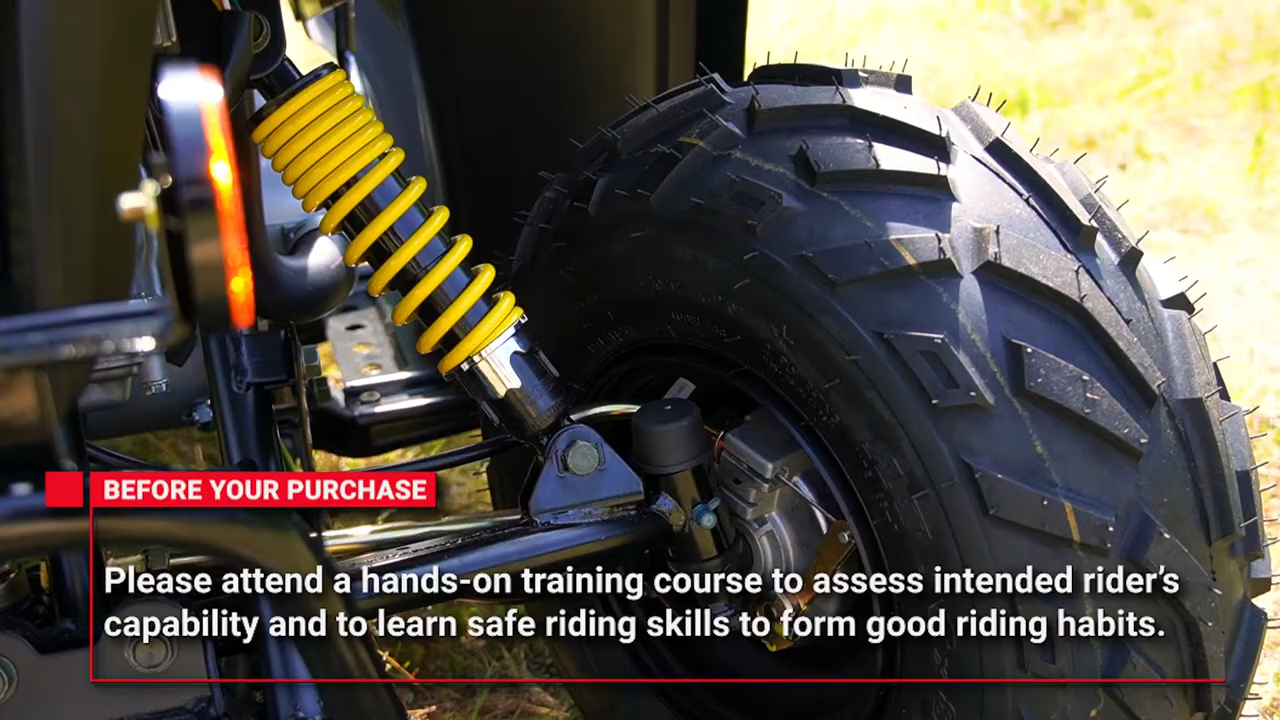 BEFORE YOUR PURCHASE
Please attend a hands-on training course to assess intended rider’s
capability and to learn safe riding skills to form good riding habits.